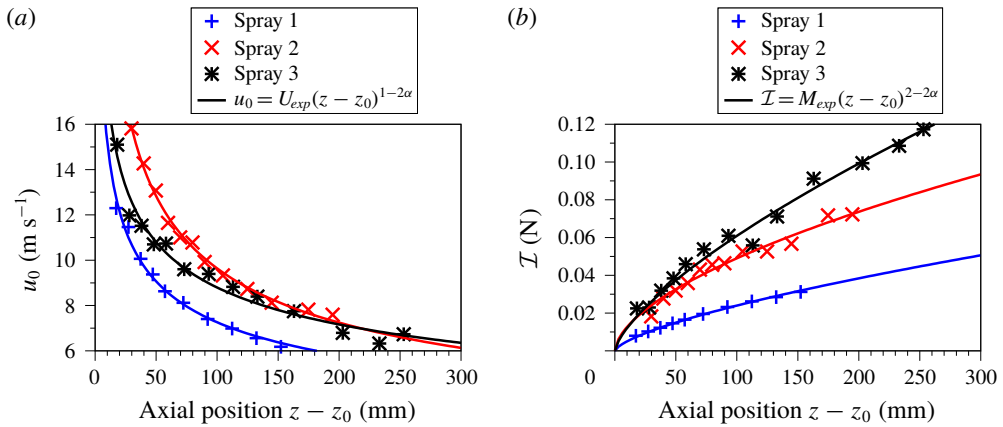 (a)
Spray 1
Spray 2
Spray 3
u₀ = U_exp(z − z₀)^{1−2α}
16
14
12
10
8
6
u₀ (m s⁻¹)
0 50 100 150 200 250 300
Axial position z − z₀ (mm)
(b)
Spray 1
Spray 2
Spray 3
ℐ = M_exp(z − z₀)^{2−2α}
0.12
0.10
0.08
0.06
0.04
0.02
ℐ (N)
0 50 100 150 200 250 300
Axial position z − z₀ (mm)